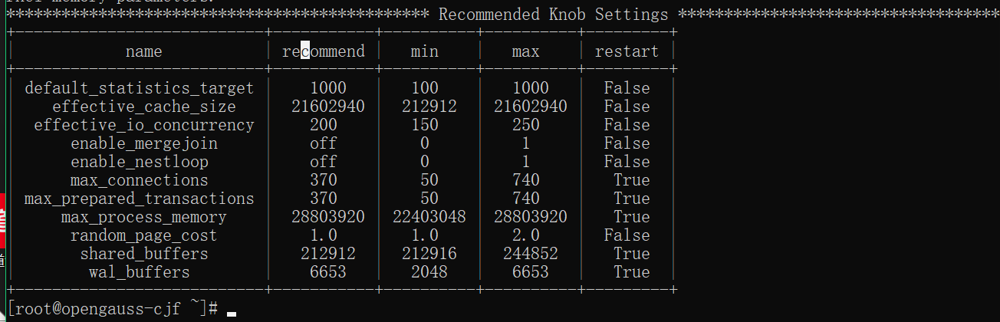 ****************************************** Recommended Knob Settings ******************************
+---------------------------+-----------+----------+----------+---------+
| name | recommend | min | max | restart |
+---------------------------+-----------+----------+----------+---------+
| default_statistics_target | 1000 | 100 | 1000 | False |
| effective_cache_size | 21602940 | 212912 | 21602940 | False |
| effective_io_concurrency | 200 | 150 | 250 | False |
| enable_mergejoin | off | 0 | 1 | False |
| enable_nestloop | off | 0 | 1 | False |
| max_connections | 370 | 50 | 740 | True |
| max_prepared_transactions | 370 | 50 | 740 | True |
| max_process_memory | 28803920 | 22403048 | 28803920 | True |
| random_page_cost | 1.0 | 1.0 | 2.0 | False |
| shared_buffers | 212912 | 212916 | 244852 | True |
| wal_buffers | 6653 | 2048 | 6653 | True |
+---------------------------+-----------+----------+----------+---------+
[root@opengauss-cjf ~]#